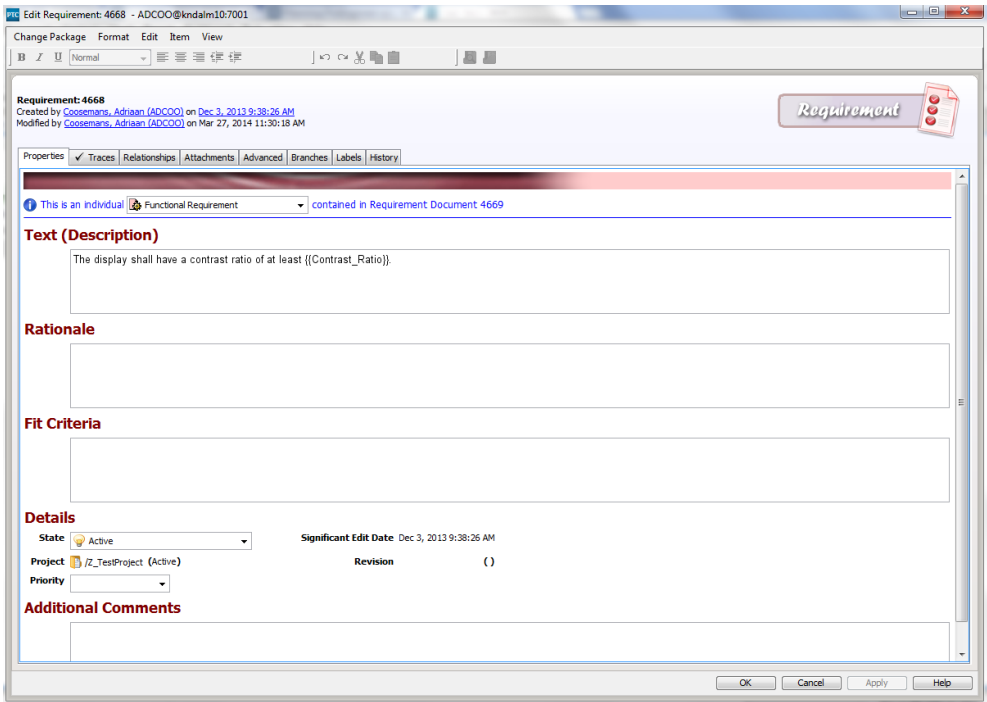 PTC Edit Requirement: 4668 - ADCOO@kndalm10:7001
Change Package Format Edit Item View
B I U Normal
Requirement: 4668
Created by Coosemans, Adriaan (ADCOO) on Dec 3, 2013 9:38:26 AM
Modified by Coosemans, Adriaan (ADCOO) on Mar 27, 2014 11:30:18 AM
Requirement
Properties Traces Relationships Attachments Advanced Branches Labels History
This is an individual Functional Requirement contained in Requirement Document 4669
Text (Description)
The display shall have a contrast ratio of at least {{Contrast_Ratio}}.
Rationale
Fit Criteria
Details
State Active Significant Edit Date Dec 3, 2013 9:38:26 AM
Project /Z_TestProject (Active) Revision ( )
Priority
Additional Comments
OK Cancel Apply Help